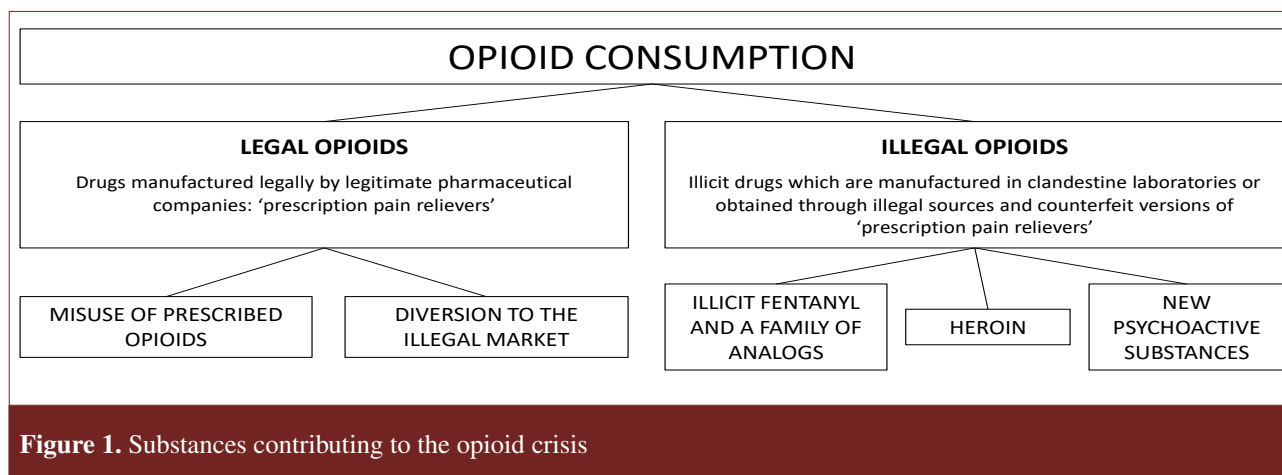 OPIOID CONSUMPTION
LEGAL OPIOIDS
Drugs manufactured legally by legitimate pharmaceutical
companies: ‘prescription pain relievers’
ILLEGAL OPIOIDS
Illicit drugs which are manufactured in clandestine laboratories or
obtained through illegal sources and counterfeit versions of
‘prescription pain relievers’
MISUSE OF PRESCRIBED
OPIOIDS
DIVERSION TO THE
ILLEGAL MARKET
ILLICIT FENTANYL
AND A FAMILY OF
ANALOGS
HEROIN
NEW
PSYCHOACTIVE
SUBSTANCES
Figure 1. Substances contributing to the opioid crisis